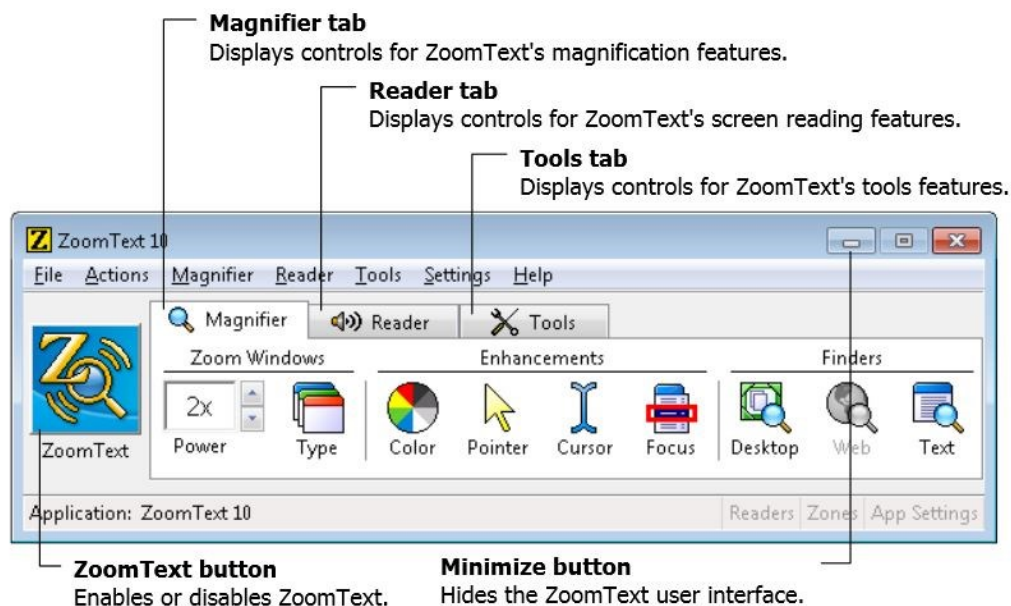 Magnifier tab
Displays controls for ZoomText's magnification features.
Reader tab
Displays controls for ZoomText's screen reading features.
Tools tab
Displays controls for ZoomText's tools features.
Z ZoomText 10
File Actions Magnifier Reader Tools Settings Help
Magnifier Reader Tools
Zoom Windows Enhancements Finders
2x
ZoomText Power Type Color Pointer Cursor Focus Desktop Web Text
Application: ZoomText 10 Readers Zones App Settings
ZoomText button
Enables or disables ZoomText.
Minimize button
Hides the ZoomText user interface.